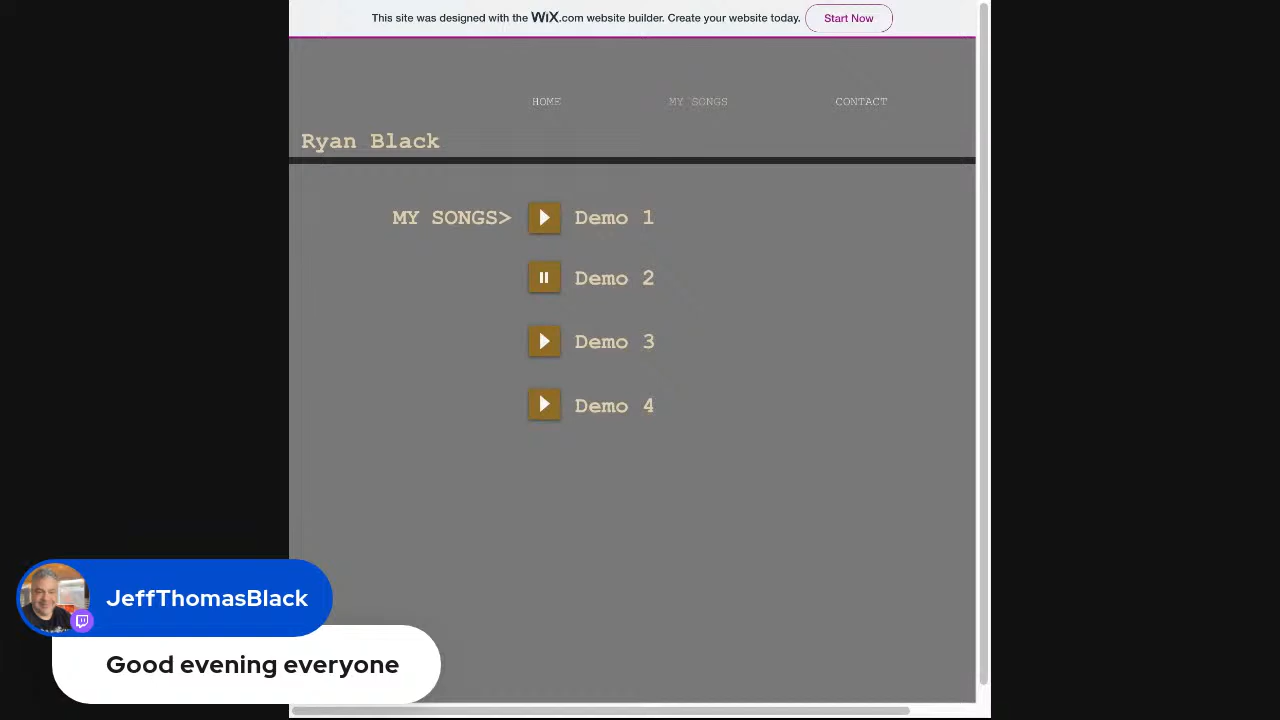 This site was designed with the WiX.com website builder. Create your website today. Start Now
HOME MY SONGS CONTACT
Ryan Black
MY SONGS> Demo 1
Demo 2
Demo 3
Demo 4
JeffThomasBlack
Good evening everyone